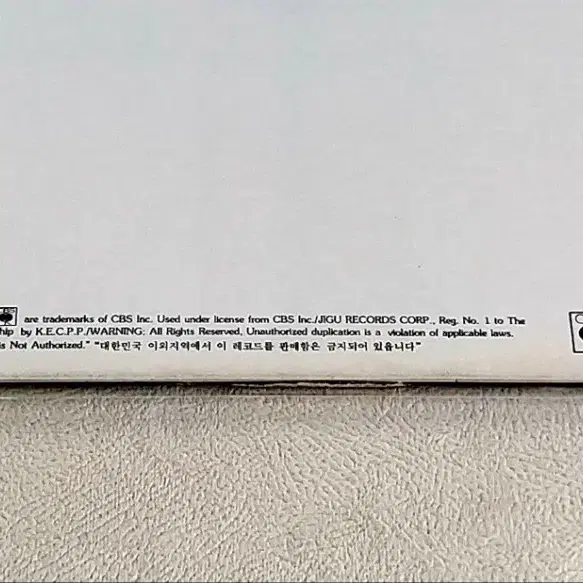 are trademarks of CBS Inc. Used under license from CBS Inc./JIGU RECORDS CORP., Reg. No. 1 to The
by K.E.C.P.P./WARNING: All Rights Reserved, Unauthorized duplication is a violation of applicable laws.
is Not Authorized." "대한민국 이외지역에서 이 레코드를 판매함은 금지되어 있읍니다"